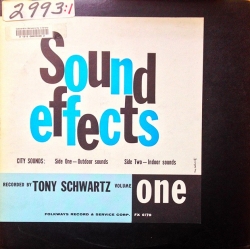 2993:1
Sound
effects
CITY SOUNDS: Side One – Outdoor sounds Side Two – Indoor sounds
RECORDED BY TONY SCHWARTZ VOLUME one
FOLKWAYS RECORD & SERVICE CORP. FX 6170